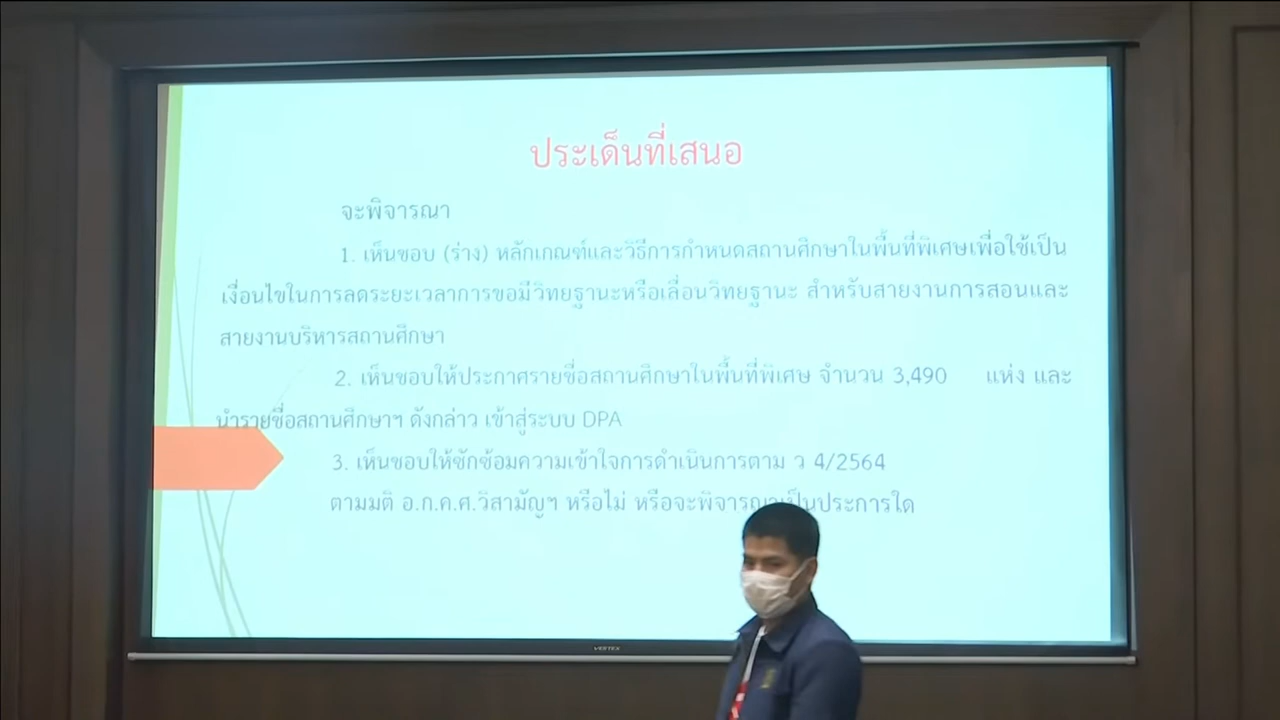 ประเด็นที่เสนอ
จะพิจารณา
1. เห็นชอบ (ร่าง) หลักเกณฑ์และวิธีการกำหนดสถานศึกษาในพื้นที่พิเศษเพื่อใช้เป็น
เงื่อนไขในการลดระยะเวลาการขอมีวิทยฐานะหรือเลื่อนวิทยฐานะ สำหรับสายงานการสอนและ
สายงานบริหารสถานศึกษา
2. เห็นชอบให้ประกาศรายชื่อสถานศึกษาในพื้นที่พิเศษ จำนวน 3,490 แห่ง และ
นำรายชื่อสถานศึกษาฯ ดังกล่าว เข้าสู่ระบบ DPA
3. เห็นชอบให้ซักซ้อมความเข้าใจการดำเนินการตาม ว 4/2564
ตามมติ อ.ก.ค.ศ.วิสามัญฯ หรือไม่ หรือจะพิจารณาเป็นประการใด
VERTEX